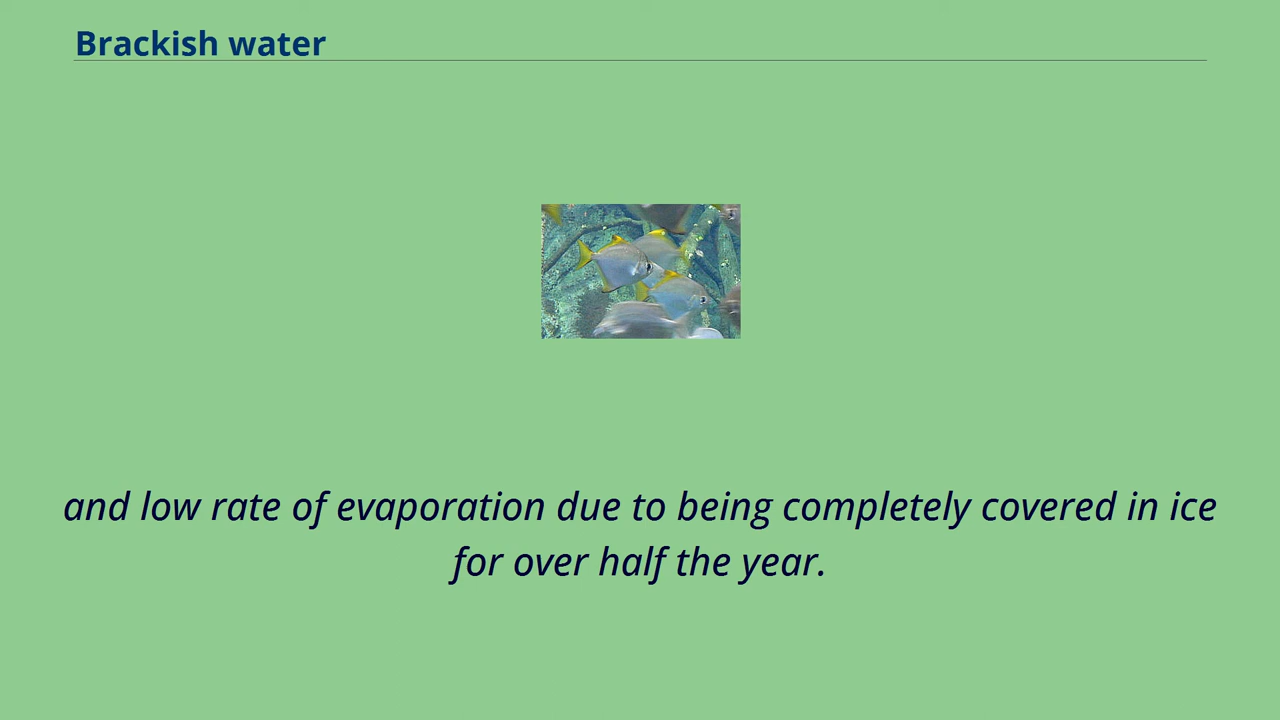 Brackish water
and low rate of evaporation due to being completely covered in ice
for over half the year.